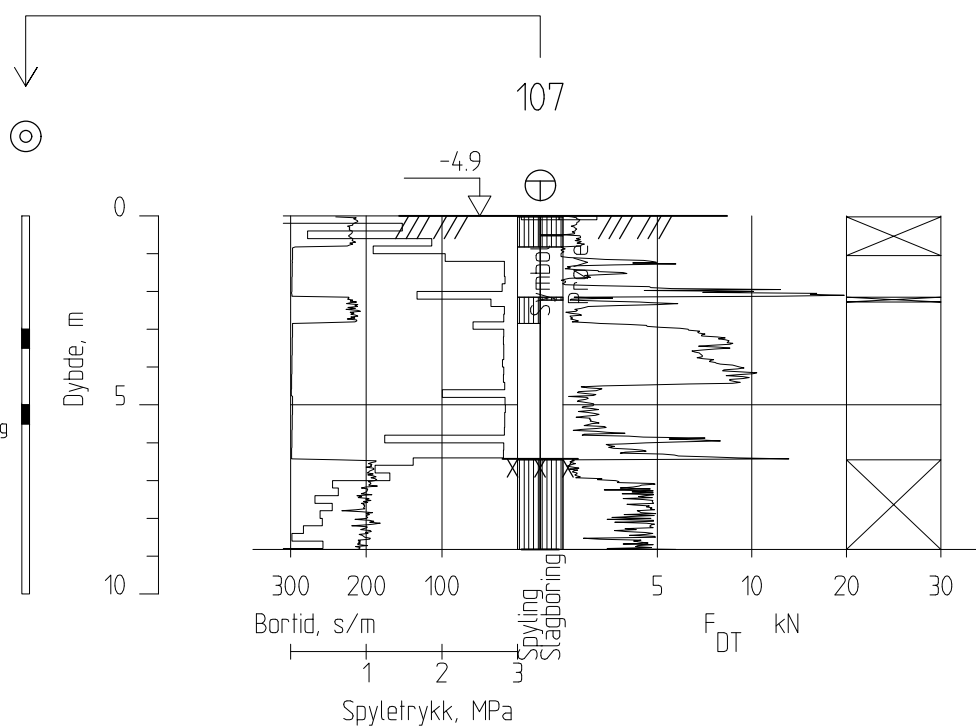 107
-4.9
0
5
10
Dybde, m
g
Symbol
Prøve
300 200 100
5 10 20 30
Bortid, s/m
Spyling
Slagboring
F DT kN
1 2 3
Spyletrykk, MPa